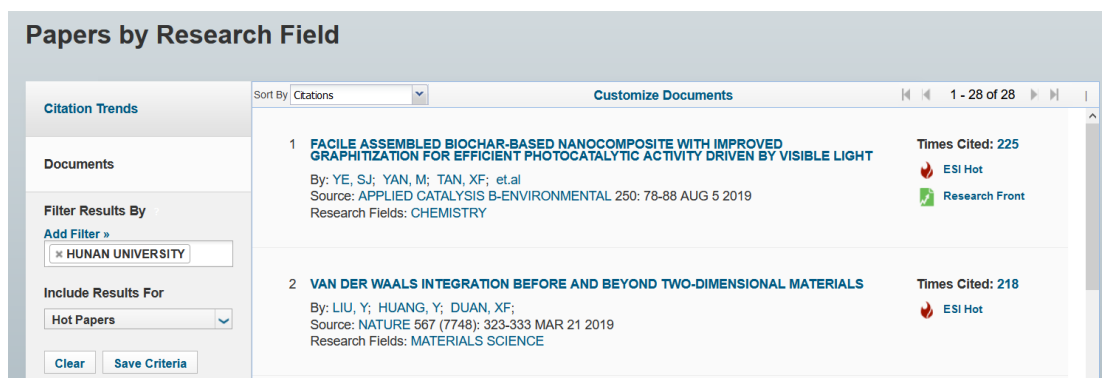 Papers by Research Field
Citation Trends
Documents
Filter Results By
Add Filter »
× HUNAN UNIVERSITY
Include Results For
Hot Papers
Clear Save Criteria
Sort By Citations Customize Documents 1 - 28 of 28
1 FACILE ASSEMBLED BIOCHAR-BASED NANOCOMPOSITE WITH IMPROVED
GRAPHITIZATION FOR EFFICIENT PHOTOCATALYTIC ACTIVITY DRIVEN BY VISIBLE LIGHT
By: YE, SJ; YAN, M; TAN, XF; et.al
Source: APPLIED CATALYSIS B-ENVIRONMENTAL 250: 78-88 AUG 5 2019
Research Fields: CHEMISTRY
Times Cited: 225
ESI Hot
Research Front
2 VAN DER WAALS INTEGRATION BEFORE AND BEYOND TWO-DIMENSIONAL MATERIALS
By: LIU, Y; HUANG, Y; DUAN, XF;
Source: NATURE 567 (7748): 323-333 MAR 21 2019
Research Fields: MATERIALS SCIENCE
Times Cited: 218
ESI Hot